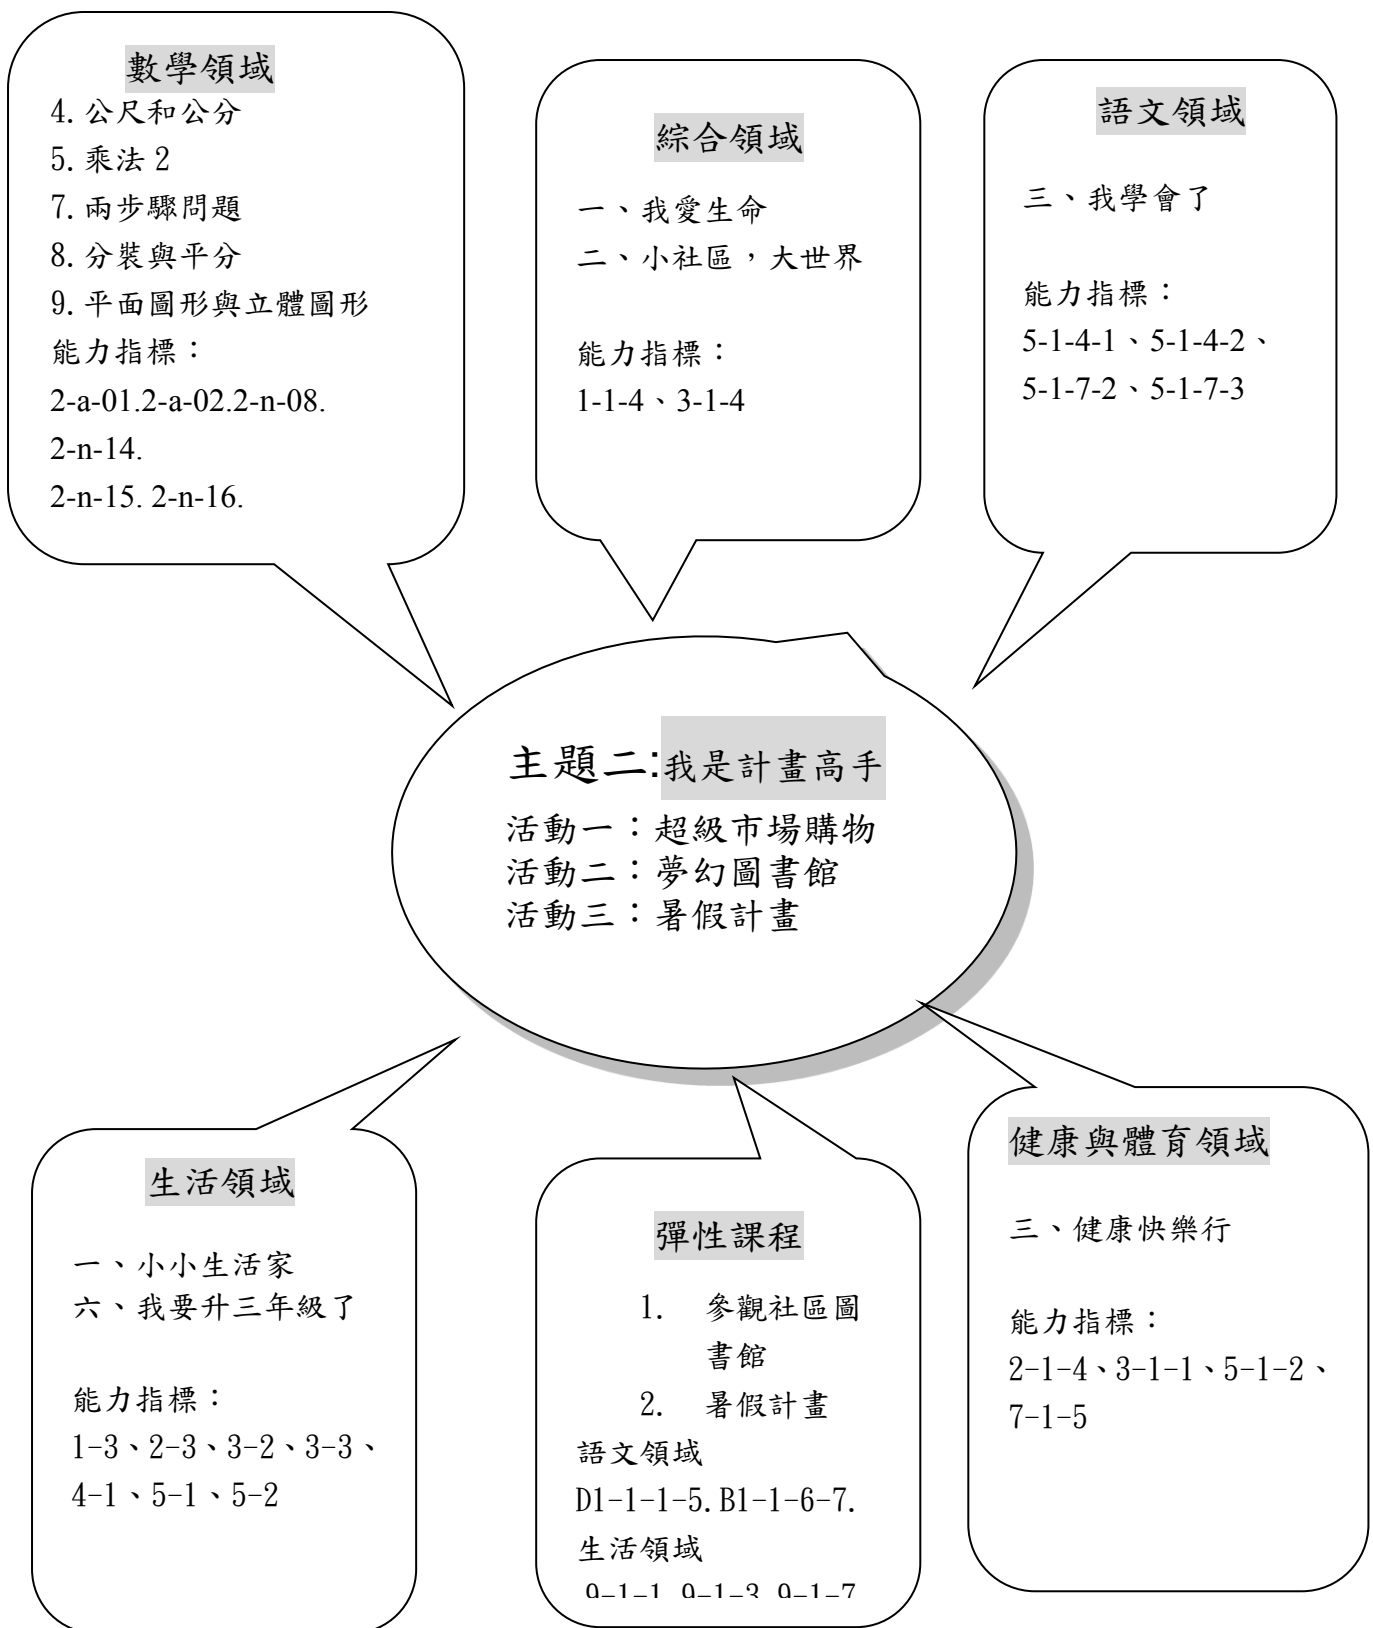 數學領域
4.公尺和公分
5.乘法 2
7.兩步驟問題
8.分裝與平分
9.平面圖形與立體圖形
能力指標：
2-a-01.2-a-02.2-n-08.
2-n-14.
2-n-15. 2-n-16.
綜合領域
一、我愛生命
二、小社區，大世界
能力指標：
1-1-4、3-1-4
語文領域
三、我學會了
能力指標：
5-1-4-1、5-1-4-2、
5-1-7-2、5-1-7-3
主題二:我是計畫高手
活動一：超級市場購物
活動二：夢幻圖書館
活動三：暑假計畫
生活領域
一、小小生活家
六、我要升三年級了
能力指標：
1-3、2-3、3-2、3-3、
4-1、5-1、5-2
彈性課程
1. 參觀社區圖
書館
2. 暑假計畫
語文領域
D1-1-1-5.B1-1-6-7.
生活領域
9-1-1 9-1-3 9-1-7
健康與體育領域
三、健康快樂行
能力指標：
2-1-4、3-1-1、5-1-2、
7-1-5